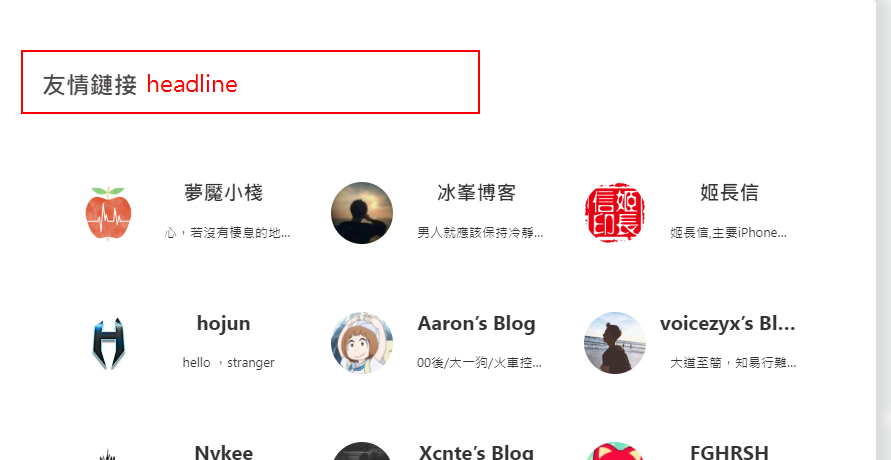 友情鏈接 headline
夢魘小棧
心，若沒有棲息的地...
冰峯博客
男人就應該保持冷靜...
姬長信
姬長信,主要iPhone...
姬長信印
hojun
hello ，stranger
Aaron's Blog
00後/大一狗/火車控...
voicezyx's Bl...
大道至簡，知易行難...
Nykee
Xcnte's Blog
FGHRSH